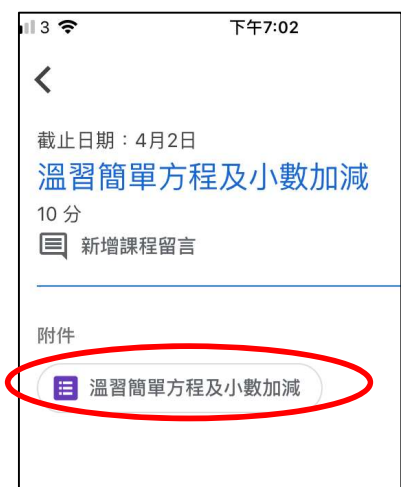 3 下午7:02
截止日期：4月2日
溫習簡單方程及小數加減
10 分
新增課程留言
附件
溫習簡單方程及小數加減